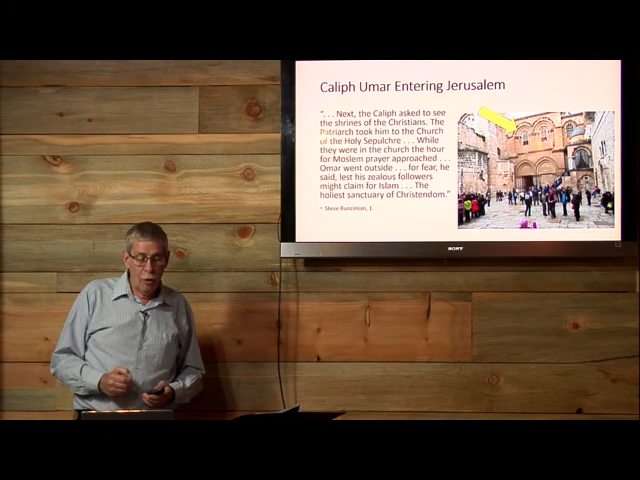 Caliph Umar Entering Jerusalem
". . . Next, the Caliph asked to see
the shrines of the Christians. The
Patriarch took him to the Church
of the Holy Sepulchre . . . While
they were in the church the hour
for Moslem prayer approached . . .
Omar went outside . . . for fear, he
said, lest his zealous followers
might claim for Islam . . . The
holiest sanctuary of Christendom."
~ Steve Runciman, 1.
SONY